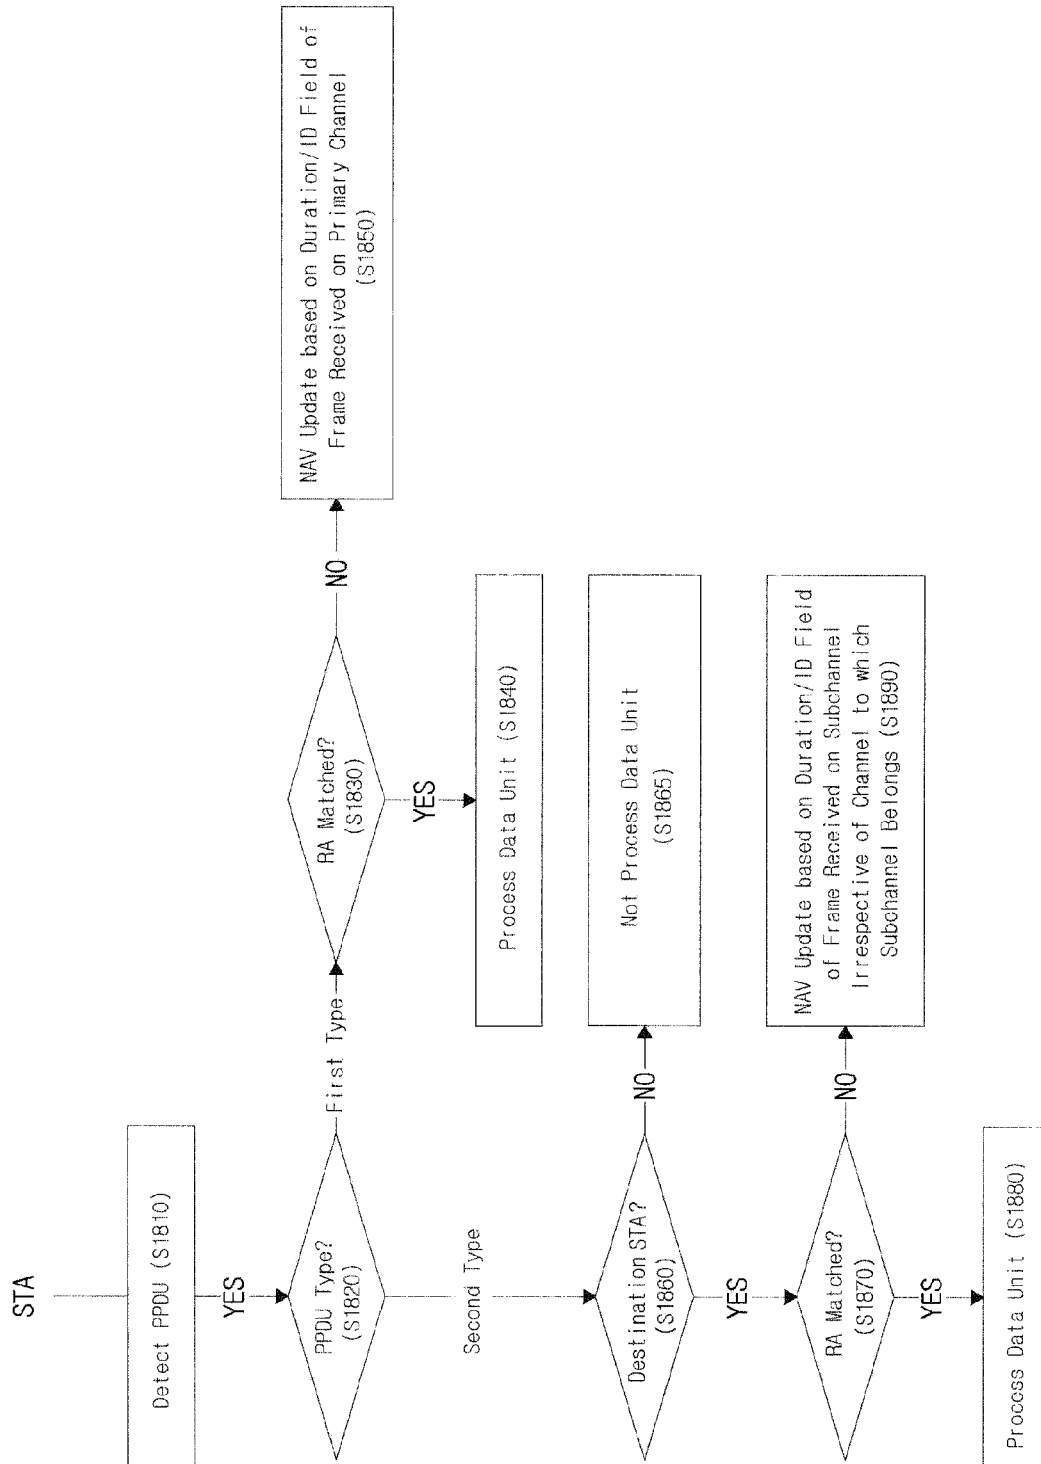 STA
Detect PPDU (S1810)
YES
PPDU Type?
(S1820)
First Type
RA Matched?
(S1830)
NO
NAV Update based on Duration/ID Field of
Frame Received on Primary Channel
(S1850)
YES
Process Data Unit (S1840)
Second Type
Destination STA?
(S1860)
NO
Not Process Data Unit
(S1865)
YES
RA Matched?
(S1870)
NO
NAV Update based on Duration/ID Field
of Frame Received on Subchannel
Irrespective of Channel to which
Subchannel Belongs (S1890)
YES
Process Data Unit (S1880)